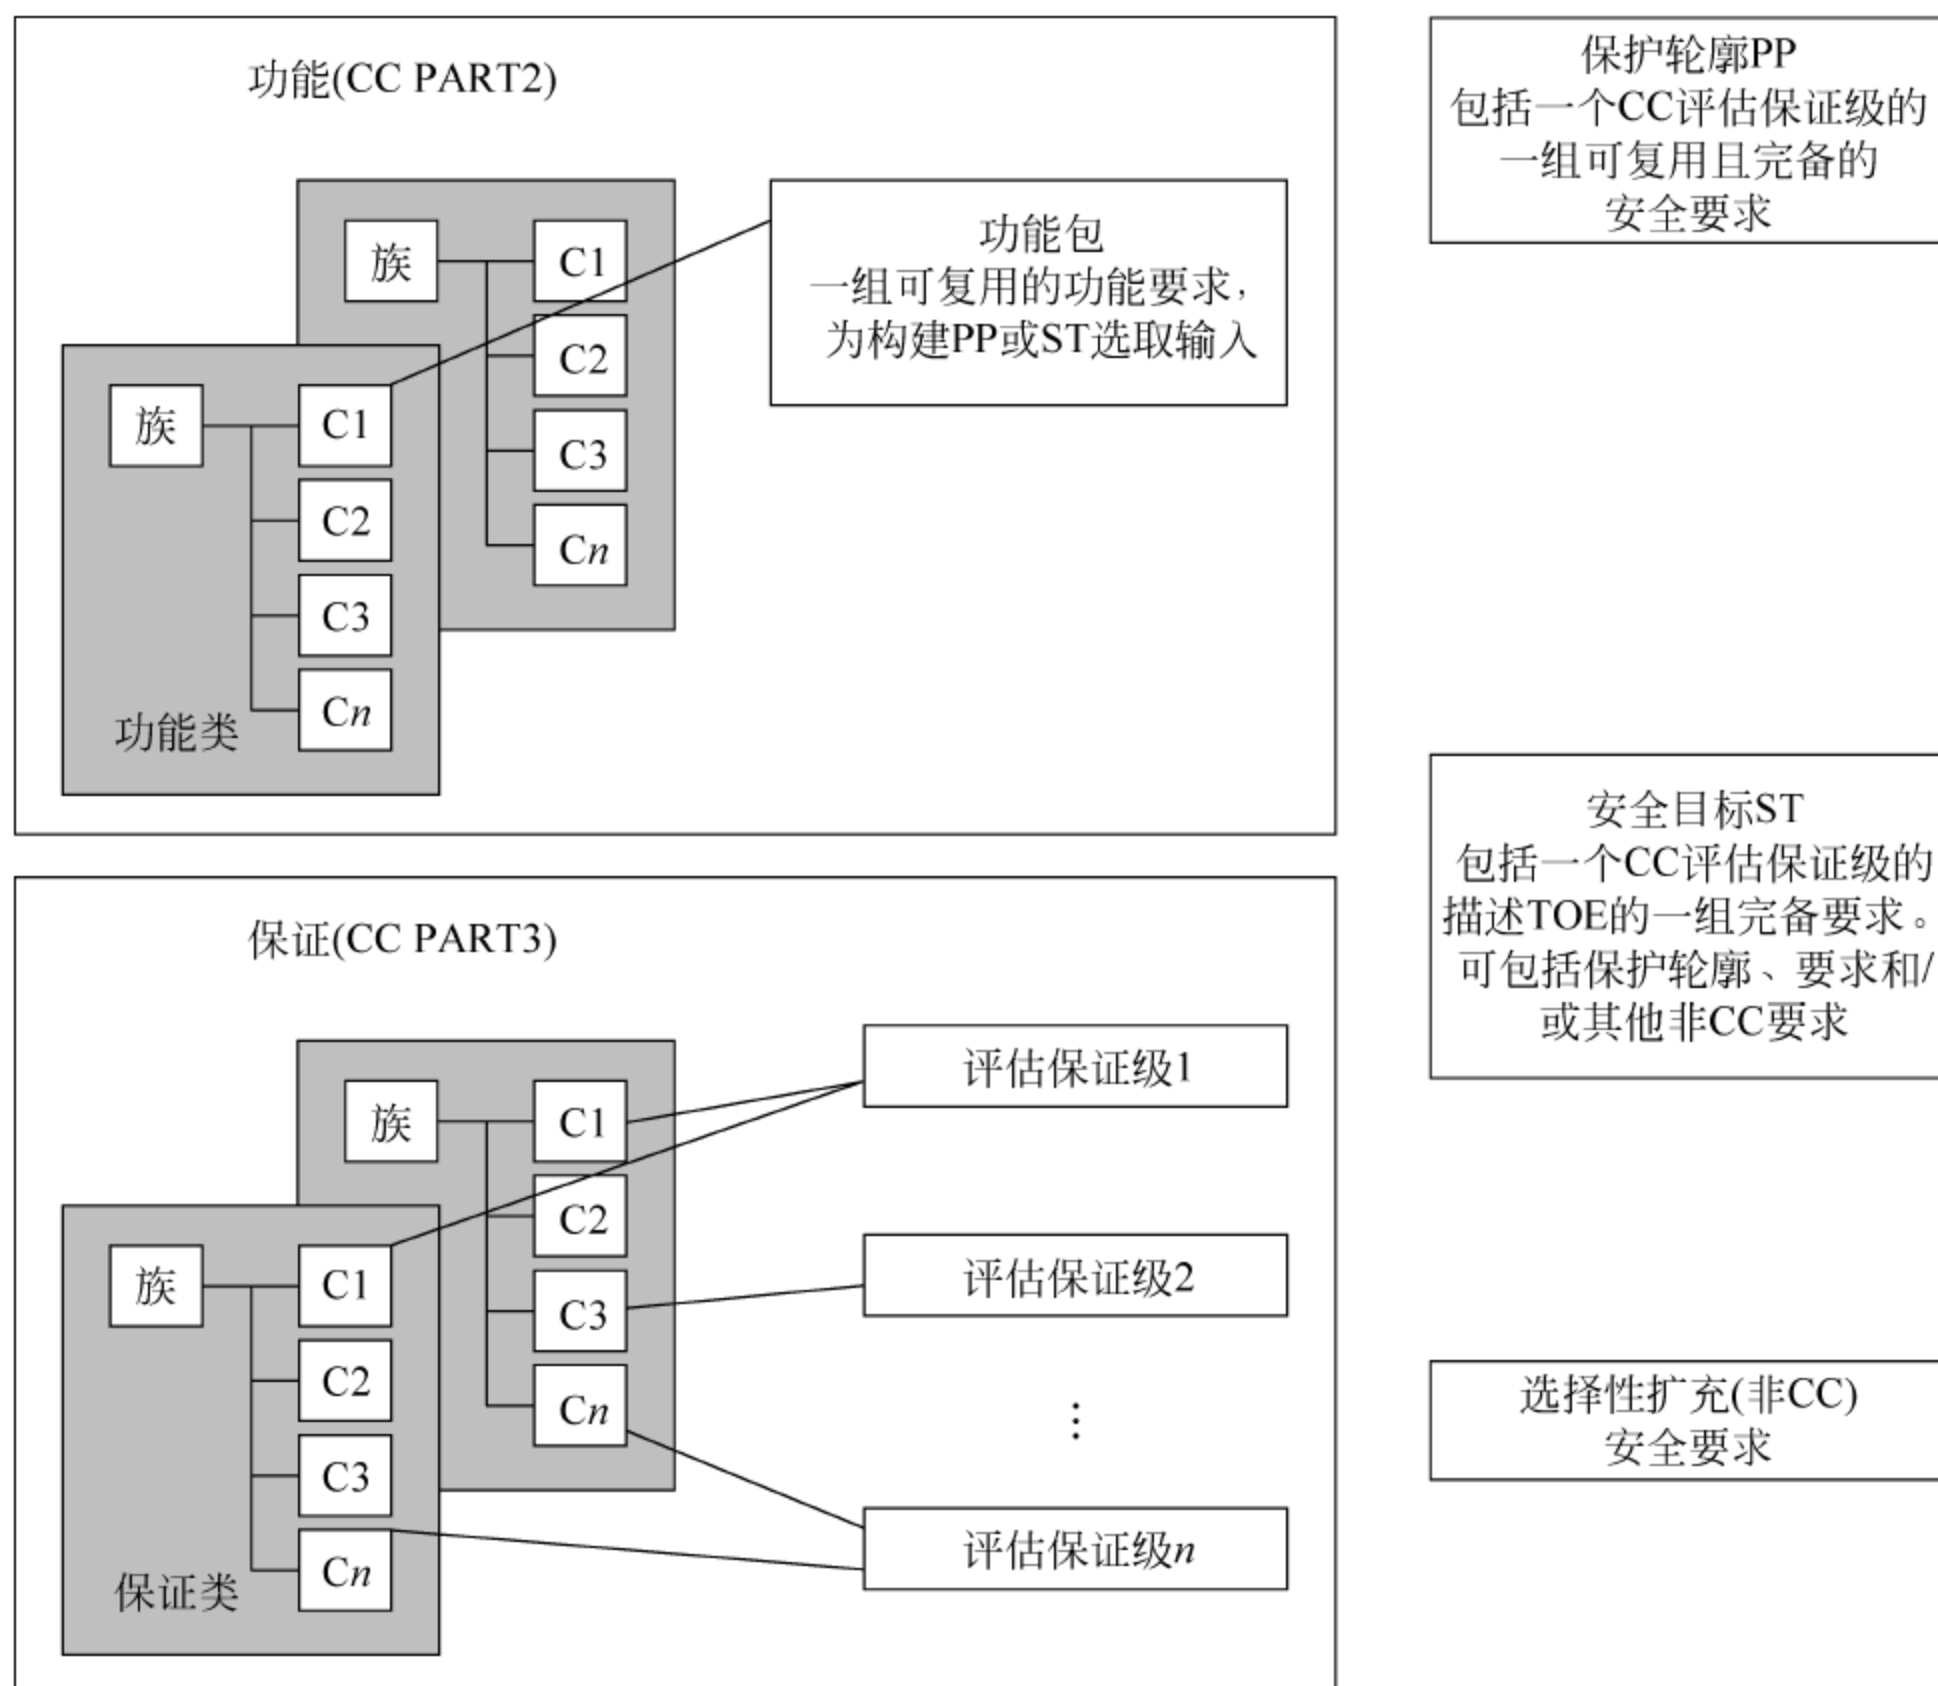 功能(CC PART2)
族
C1
C2
C3
Cn
族
C1
C2
C3
Cn
功能类
功能包
一组可复用的功能要求，
为构建PP或ST选取输入
保护轮廓PP
包括一个CC评估保证级的
一组可复用且完备的
安全要求
保证(CC PART3)
族
C1
C2
C3
Cn
族
C1
C2
C3
Cn
保证类
评估保证级1
评估保证级2
⋮
评估保证级n
安全目标ST
包括一个CC评估保证级的
描述TOE的一组完备要求。
可包括保护轮廓、要求和/
或其他非CC要求
选择性扩充(非CC)
安全要求